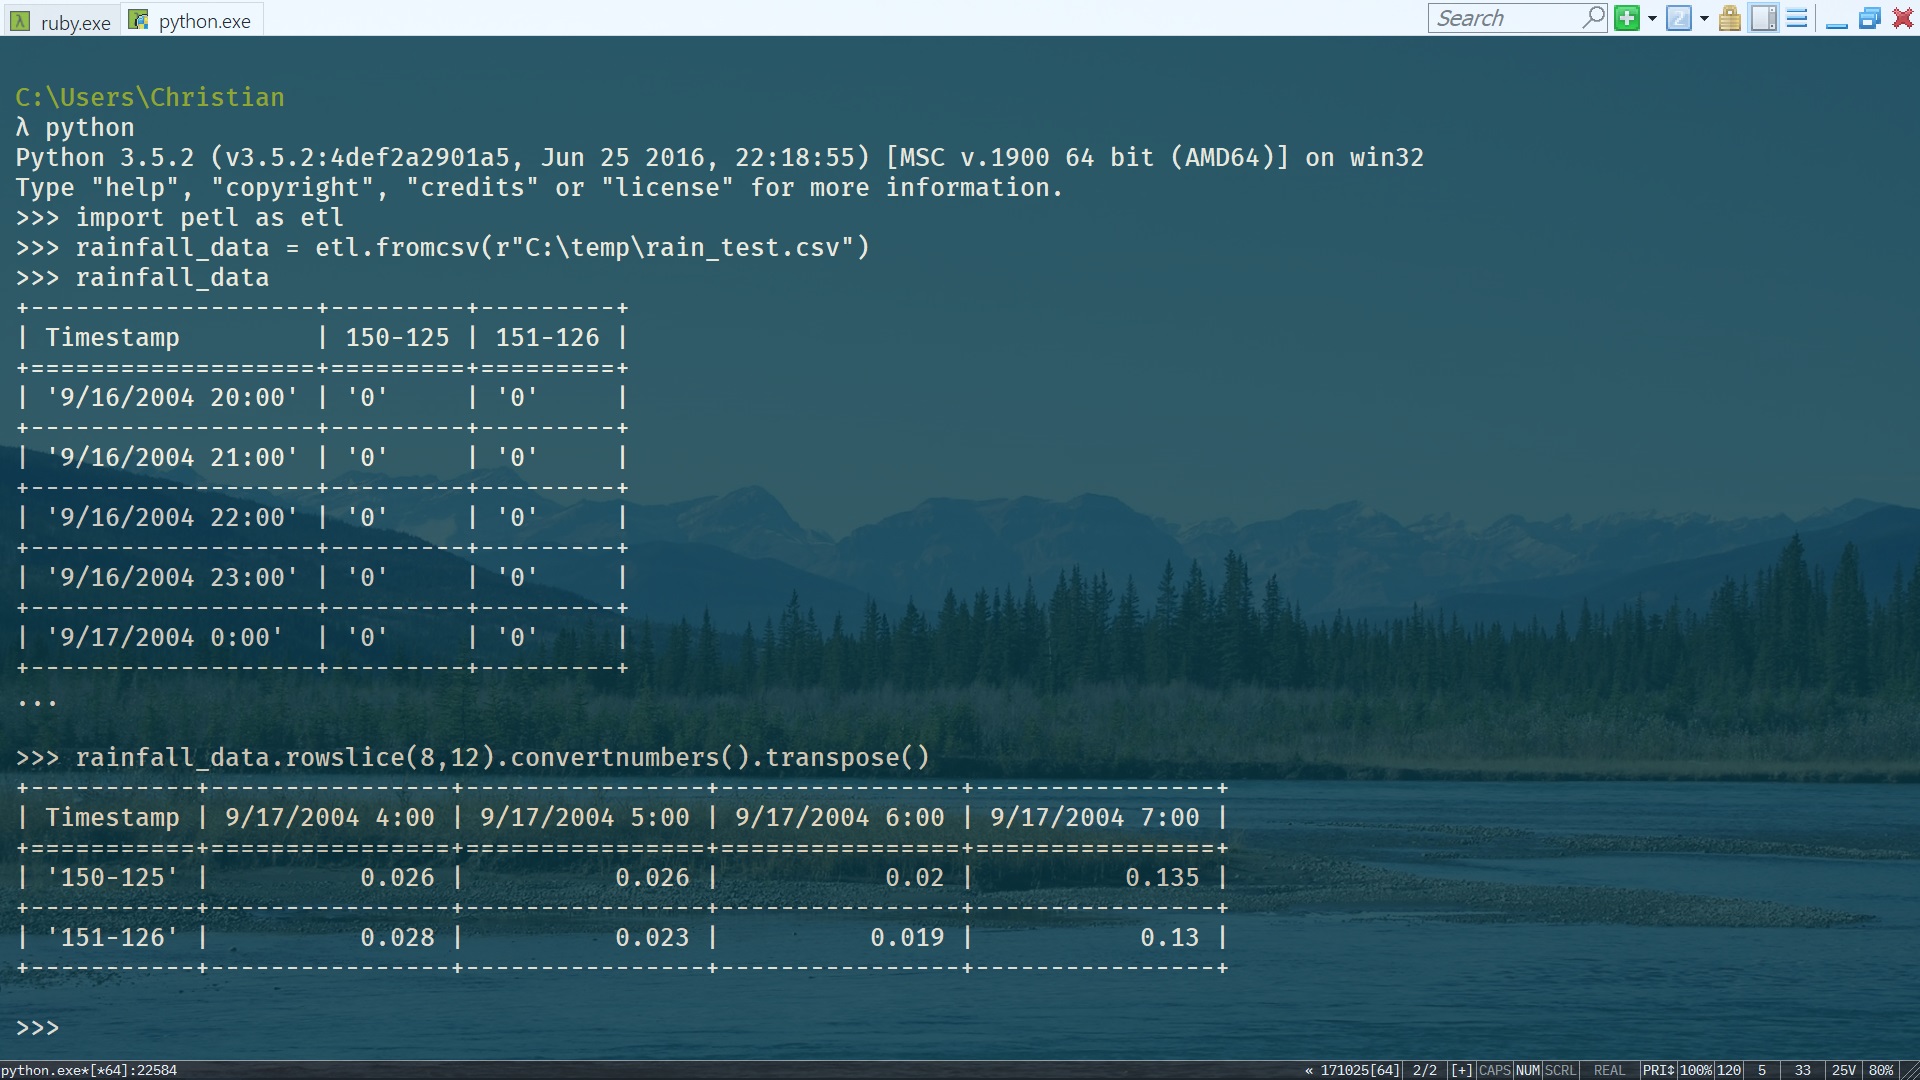 ruby.exe python.exe Search
C:\Users\Christian
λ python
Python 3.5.2 (v3.5.2:4def2a2901a5, Jun 25 2016, 22:18:55) [MSC v.1900 64 bit (AMD64)] on win32
Type "help", "copyright", "credits" or "license" for more information.
>>> import petl as etl
>>> rainfall_data = etl.fromcsv(r"C:\temp\rain_test.csv")
>>> rainfall_data
+-------------------+---------+---------+
| Timestamp         | 150-125 | 151-126 |
+===================+=========+=========+
| '9/16/2004 20:00' | '0'     | '0'     |
+-------------------+---------+---------+
| '9/16/2004 21:00' | '0'     | '0'     |
+-------------------+---------+---------+
| '9/16/2004 22:00' | '0'     | '0'     |
+-------------------+---------+---------+
| '9/16/2004 23:00' | '0'     | '0'     |
+-------------------+---------+---------+
| '9/17/2004 0:00'  | '0'     | '0'     |
+-------------------+---------+---------+
...
>>> rainfall_data.rowslice(8,12).convertnumbers().transpose()
+-----------+----------------+----------------+----------------+----------------+
| Timestamp | 9/17/2004 4:00 | 9/17/2004 5:00 | 9/17/2004 6:00 | 9/17/2004 7:00 |
+===========+================+================+================+================+
| '150-125' |          0.026 |          0.026 |           0.02 |          0.135 |
+-----------+----------------+----------------+----------------+----------------+
| '151-126' |          0.028 |          0.023 |          0.019 |           0.13 |
+-----------+----------------+----------------+----------------+----------------+
>>>
python.exe*[*64]:22584 « 171025[64] 2/2 [+] CAPS NUM SCRL REAL PRI↕ 100% 120 5 33 25V 80%